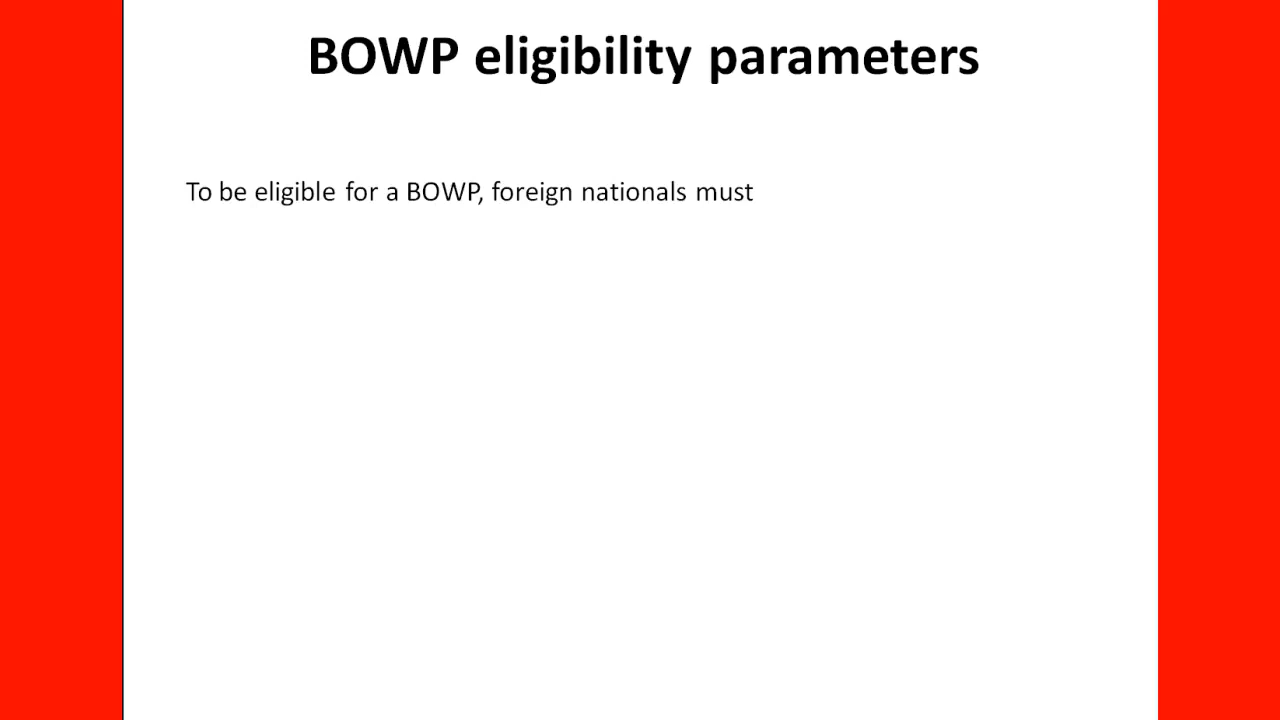 BOWP eligibility parameters
To be eligible for a BOWP, foreign nationals must